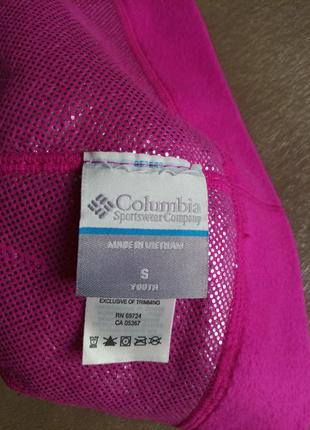 Columbia
Sportswear Company
MADE IN VIETNAM
S
YOUTH
EXCLUSIVE OF TRIMMING
RN 69724
CA 05367